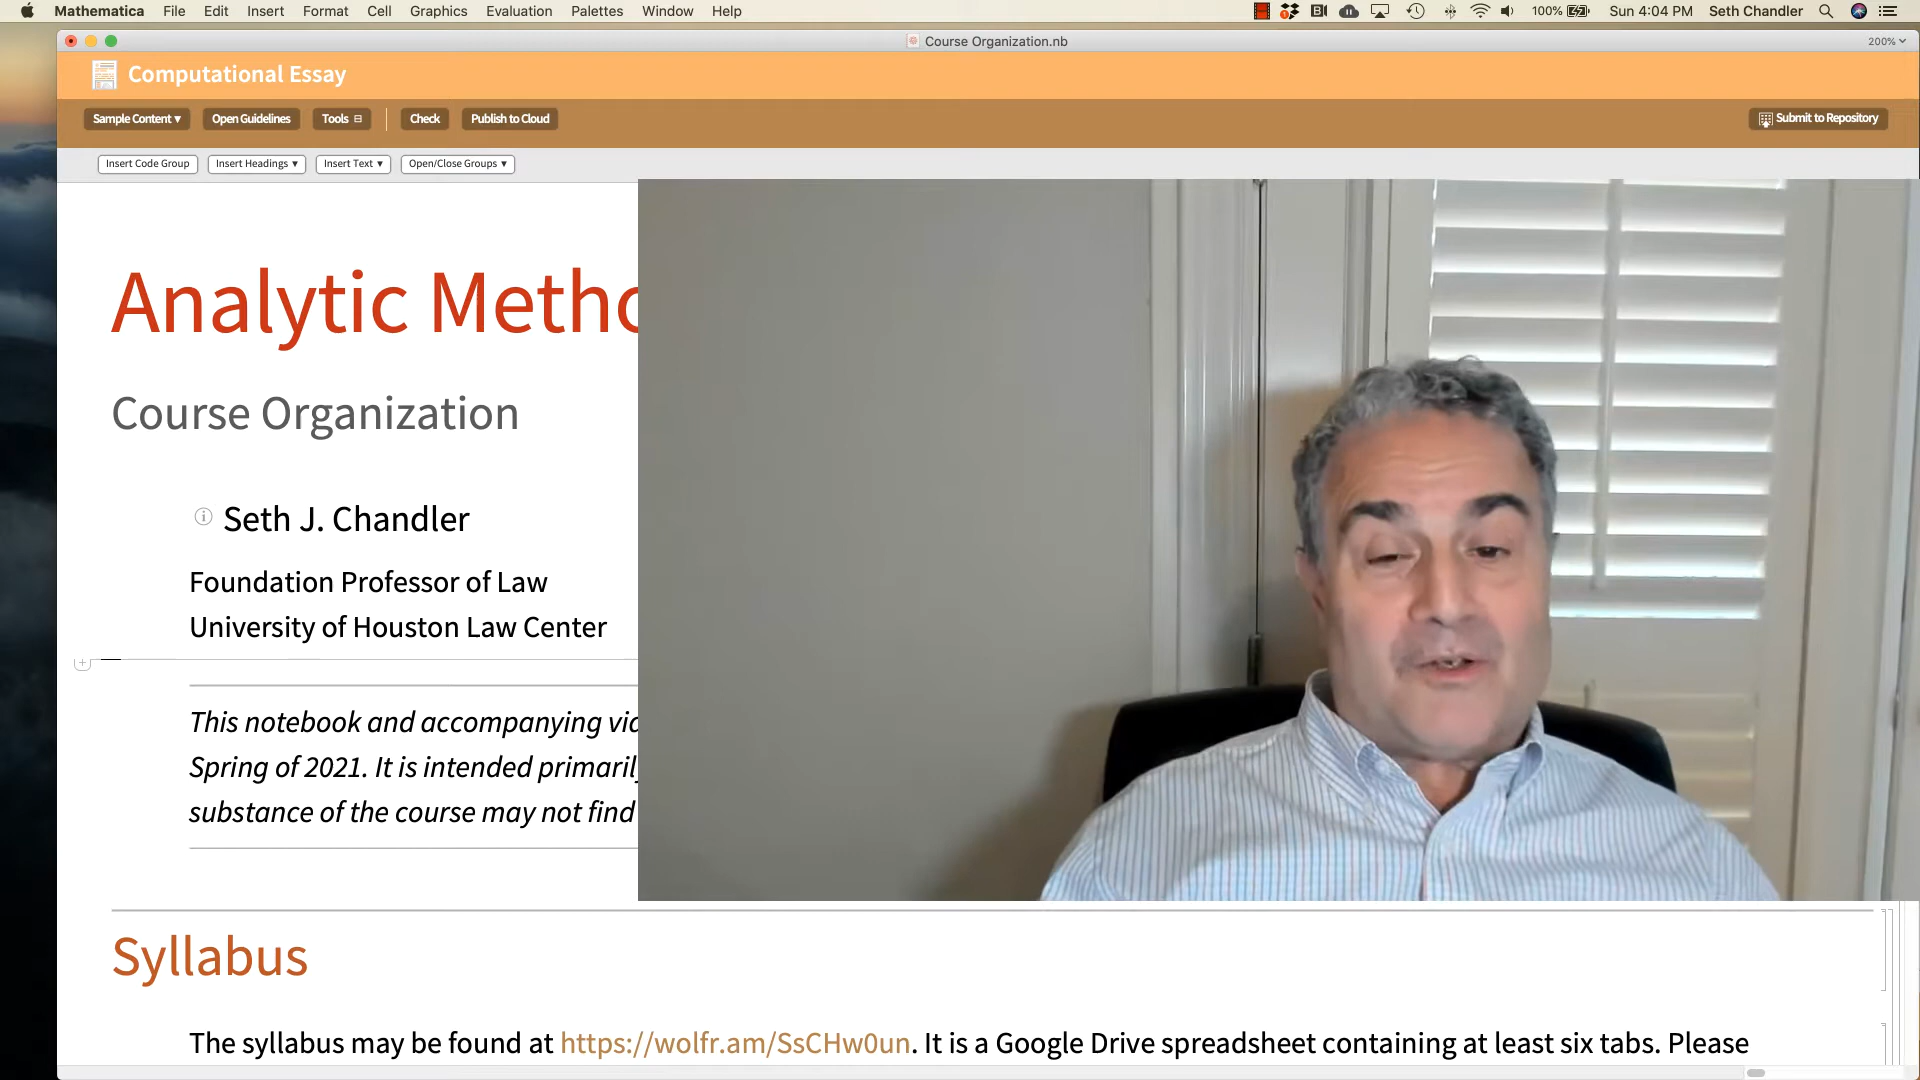 Mathematica File Edit Insert Format Cell Graphics Evaluation Palettes Window Help 100% Sun 4:04 PM Seth Chandler
Course Organization.nb 200%
Computational Essay
Sample Content Open Guidelines Tools Check Publish to Cloud Submit to Repository
Insert Code Group Insert Headings Insert Text Open/Close Groups
Analytic Metho
Course Organization
Seth J. Chandler
Foundation Professor of Law
University of Houston Law Center
This notebook and accompanying vid
Spring of 2021. It is intended primarily
substance of the course may not find
Syllabus
The syllabus may be found at https://wolfr.am/SsCHw0un. It is a Google Drive spreadsheet containing at least six tabs. Please